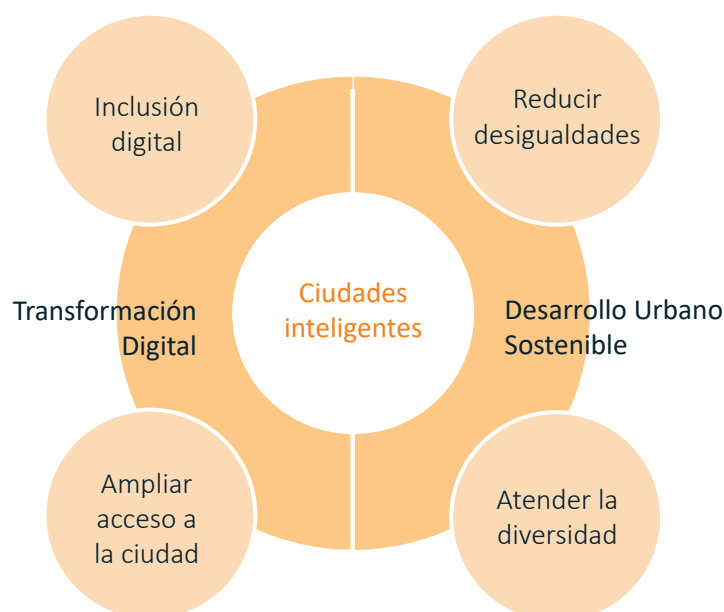 Inclusión
digital
Reducir
desigualdades
Ciudades
inteligentes
Transformación
Digital
Desarrollo Urbano
Sostenible
Ampliar
acceso a
la ciudad
Atender la
diversidad